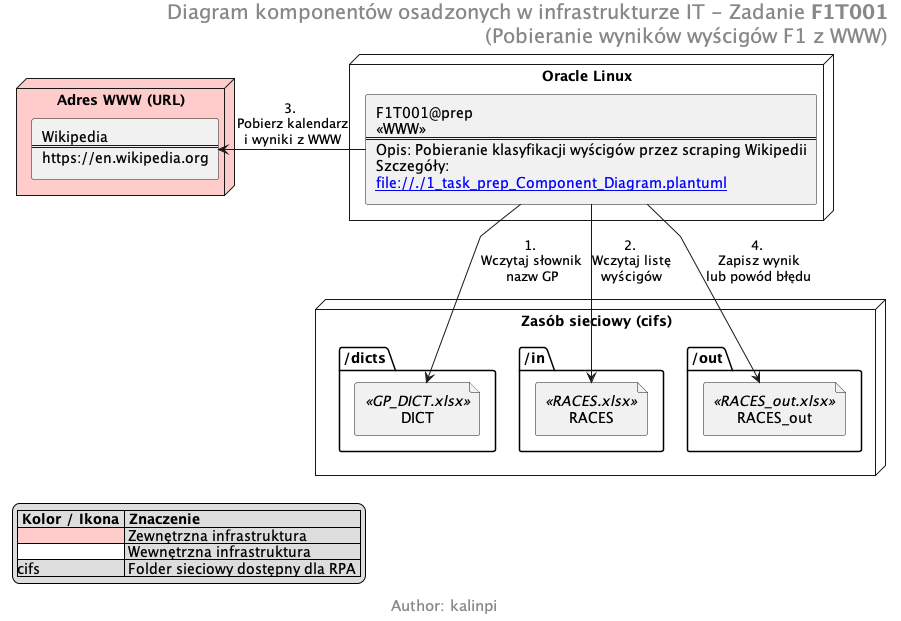 Diagram komponentów osadzonych w infrastrukturze IT – Zadanie F1T001
(Pobieranie wyników wyścigów F1 z WWW)
Adres WWW (URL)
Wikipedia
https://en.wikipedia.org
3.
Pobierz kalendarz
i wyniki z WWW
Oracle Linux
F1T001@prep
«WWW»
Opis: Pobieranie klasyfikacji wyścigów przez scraping Wikipedii
Szczegóły:
file://./1_task_prep_Component_Diagram.plantuml
1.
Wczytaj słownik
nazw GP
2.
Wczytaj listę
wyścigów
4.
Zapisz wynik
lub powód błędu
Zasób sieciowy (cifs)
/dicts
«GP_DICT.xlsx»
DICT
/in
«RACES.xlsx»
RACES
/out
«RACES_out.xlsx»
RACES_out
Kolor / Ikona Znaczenie
Zewnętrzna infrastruktura
Wewnętrzna infrastruktura
cifs Folder sieciowy dostępny dla RPA
Author: kalinpi